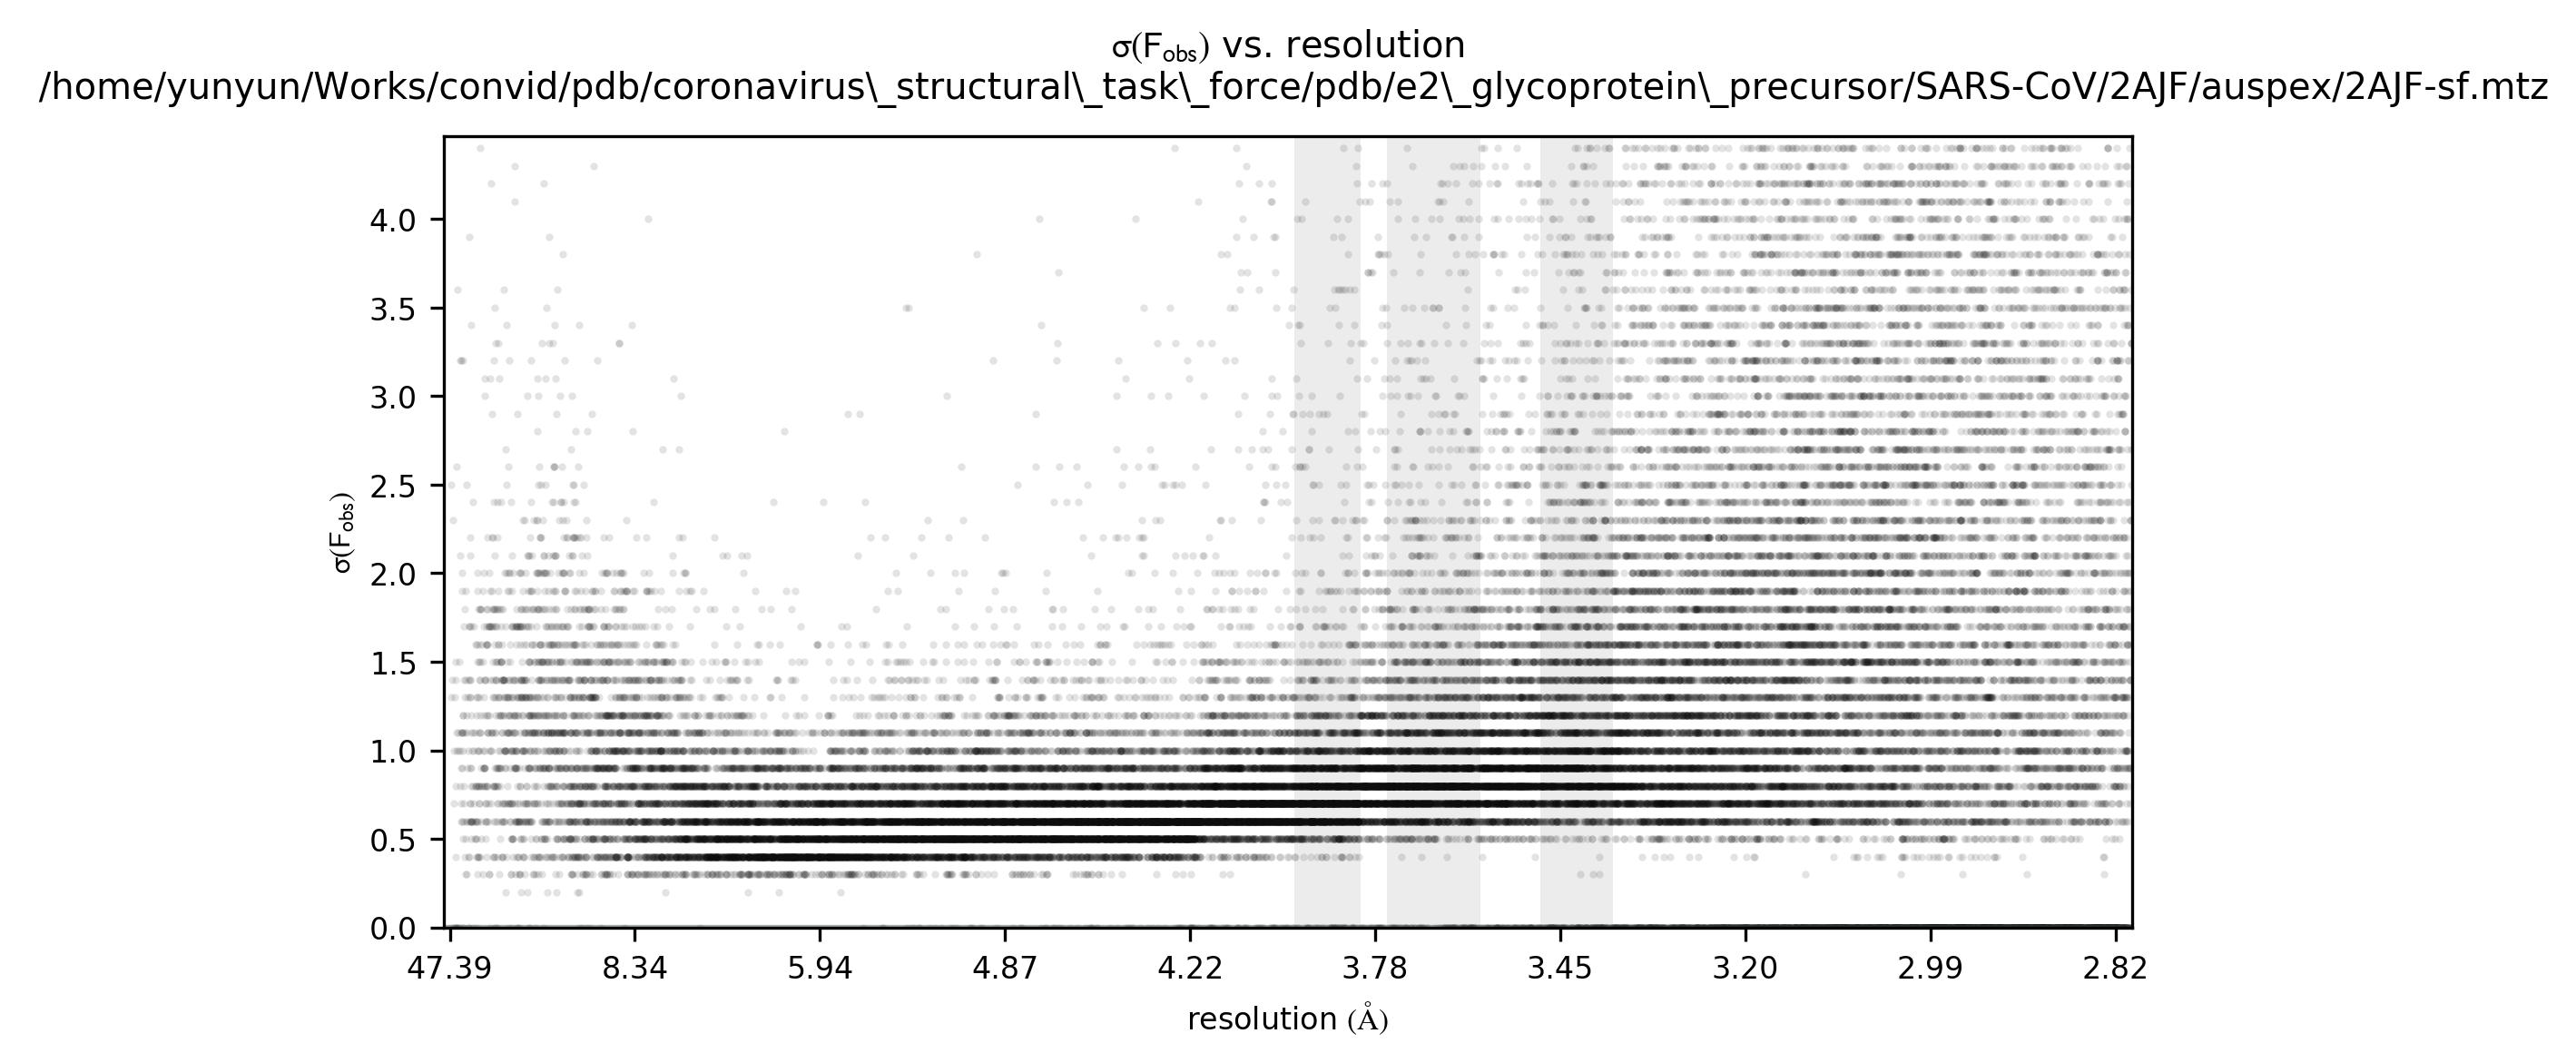 σ(Fobs) vs. resolution
/home/yunyun/Works/convid/pdb/coronavirus\_structural\_task\_force/pdb/e2\_glycoprotein\_precursor/SARS-CoV/2AJF/auspex/2AJF-sf.mtz
σ(Fobs)
4.0
3.5
3.0
2.5
2.0
1.5
1.0
0.5
0.0
47.39 8.34 5.94 4.87 4.22 3.78 3.45 3.20 2.99 2.82
resolution (Å)